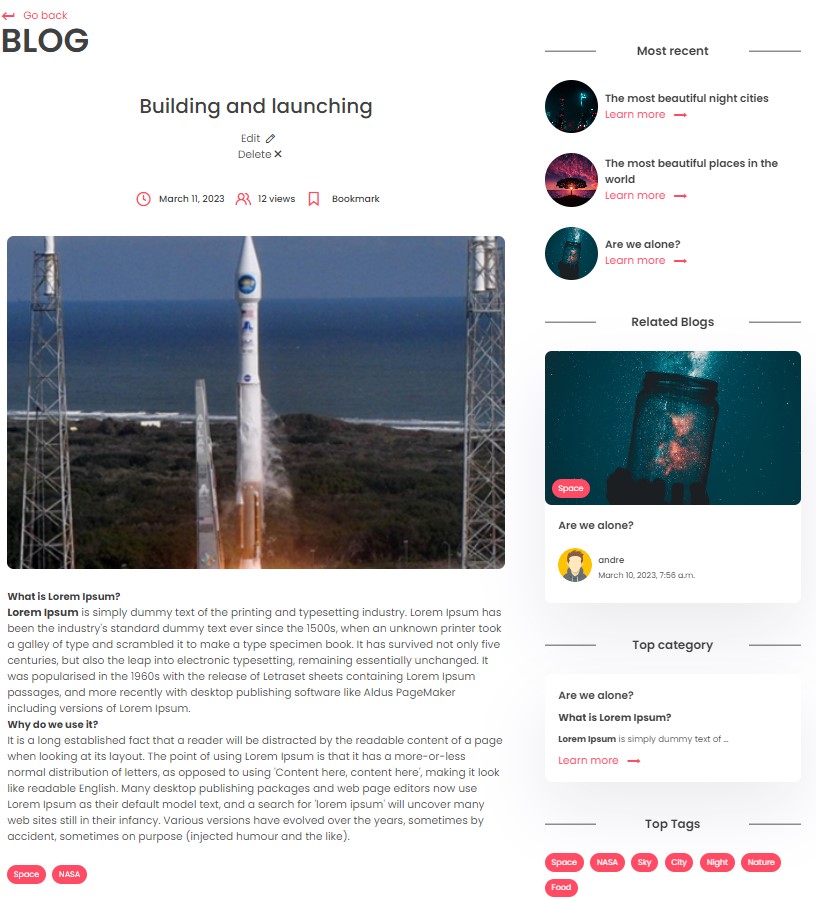 Go back
BLOG
Building and launching
Edit
Delete
March 11, 2023 12 views Bookmark
What is Lorem Ipsum?
Lorem Ipsum is simply dummy text of the printing and typesetting industry. Lorem Ipsum has
been the industry's standard dummy text ever since the 1500s, when an unknown printer took
a galley of type and scrambled it to make a type specimen book. It has survived not only five
centuries, but also the leap into electronic typesetting, remaining essentially unchanged. It
was popularised in the 1960s with the release of Letraset sheets containing Lorem Ipsum
passages, and more recently with desktop publishing software like Aldus PageMaker
including versions of Lorem Ipsum.
Why do we use it?
It is a long established fact that a reader will be distracted by the readable content of a page
when looking at its layout. The point of using Lorem Ipsum is that it has a more-or-less
normal distribution of letters, as opposed to using 'Content here, content here', making it look
like readable English. Many desktop publishing packages and web page editors now use
Lorem Ipsum as their default model text, and a search for 'lorem ipsum' will uncover many
web sites still in their infancy. Various versions have evolved over the years, sometimes by
accident, sometimes on purpose (injected humour and the like).
Space NASA
Most recent
The most beautiful night cities
Learn more
The most beautiful places in the
world
Learn more
Are we alone?
Learn more
Related Blogs
Space
Are we alone?
andre
March 10, 2023, 7:56 a.m.
Top category
Are we alone?
What is Lorem Ipsum?
Lorem Ipsum is simply dummy text of ...
Learn more
Top Tags
Space NASA Sky City Night Nature
Food